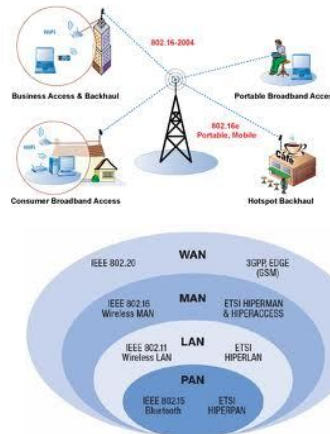 802.16-2004
WiFi
Business Access & Backhaul
Portable Broadband Access
802.16e
Portable, Mobile
WiFi
Cafe
Consumer Broadband Access
Hotspot Backhaul
WAN
IEEE 802.20
3GPP, EDGE
(GSM)
MAN
IEEE 802.16
Wireless MAN
ETSI HIPERMAN
& HIPERACCESS
LAN
IEEE 802.11
Wireless LAN
ETSI
HIPERLAN
PAN
IEEE 802.15
Bluetooth
ETSI
HIPERPAN